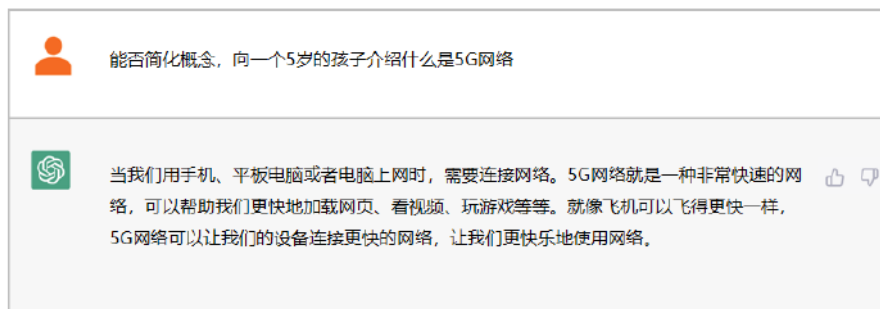 能否简化概念，向一个5岁的孩子介绍什么是5G网络
当我们用手机、平板电脑或者电脑上网时，需要连接网络。5G网络就是一种非常快速的网
络，可以帮助我们更快地加载网页、看视频、玩游戏等等。就像飞机可以飞得更快一样，
5G网络可以让我们的设备连接更快的网络，让我们更快乐地使用网络。